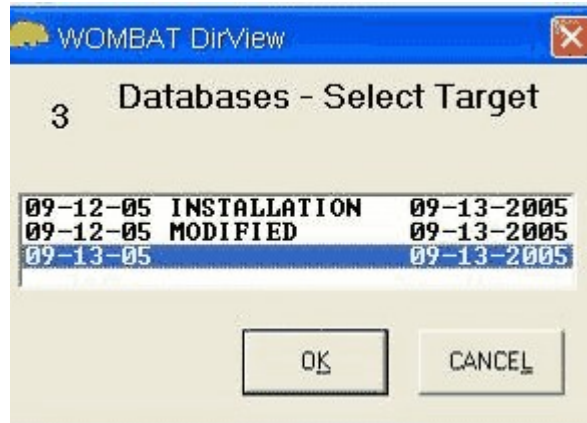 WOMBAT DirView
3 Databases - Select Target
09-12-05 INSTALLATION 09-13-2005
09-12-05 MODIFIED 09-13-2005
09-13-05 09-13-2005
OK CANCEL